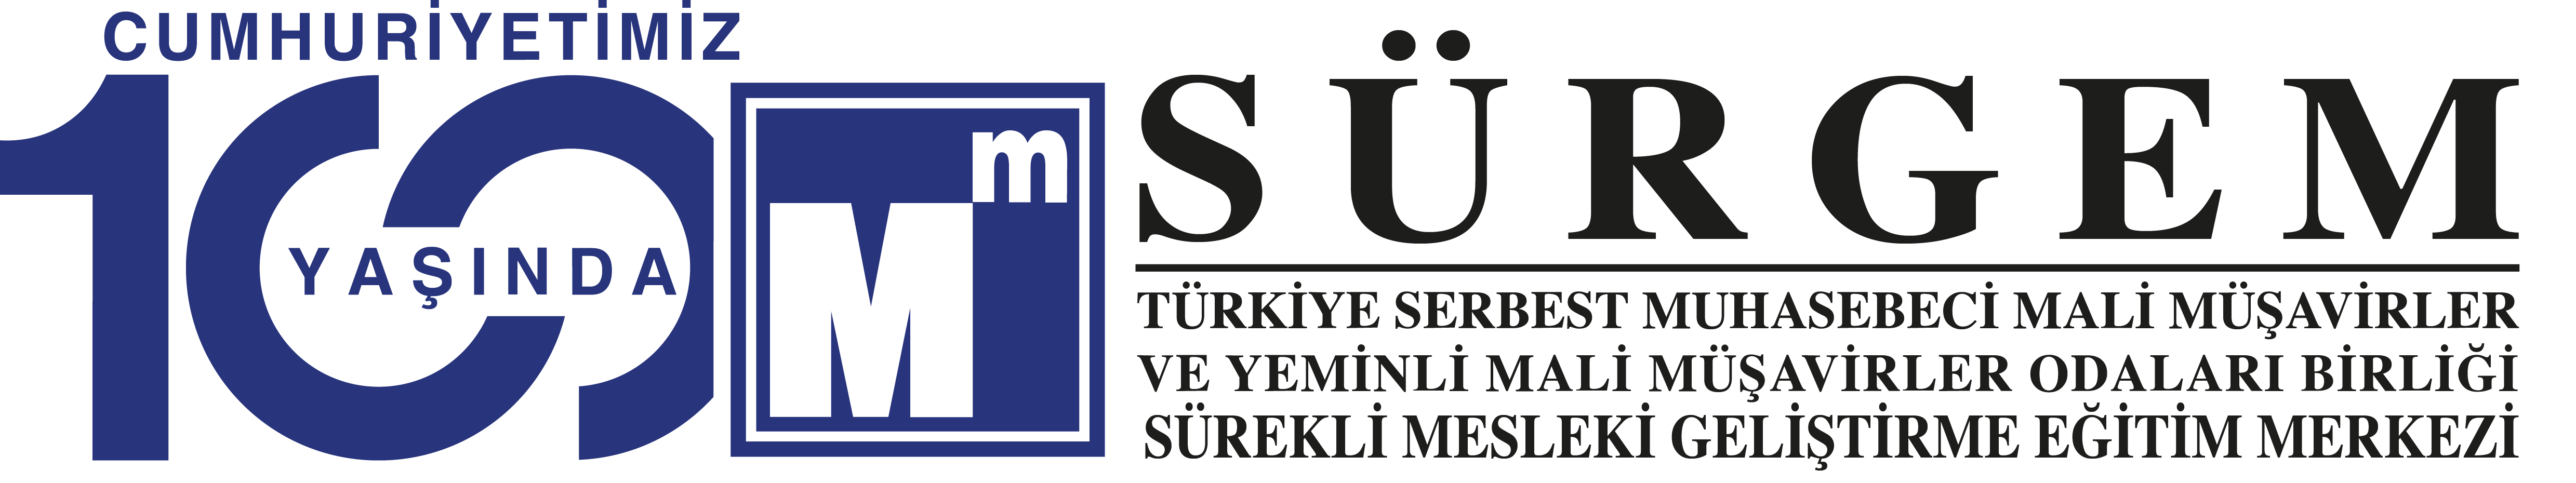 CUMHURİYETİMİZ
100
YAŞINDA
Mm
SÜRGEM
TÜRKİYE SERBEST MUHASEBECİ MALİ MÜŞAVİRLER
VE YEMİNLİ MALİ MÜŞAVİRLER ODALARI BİRLİĞİ
SÜREKLİ MESLEKİ GELİŞTİRME EĞİTİM MERKEZİ